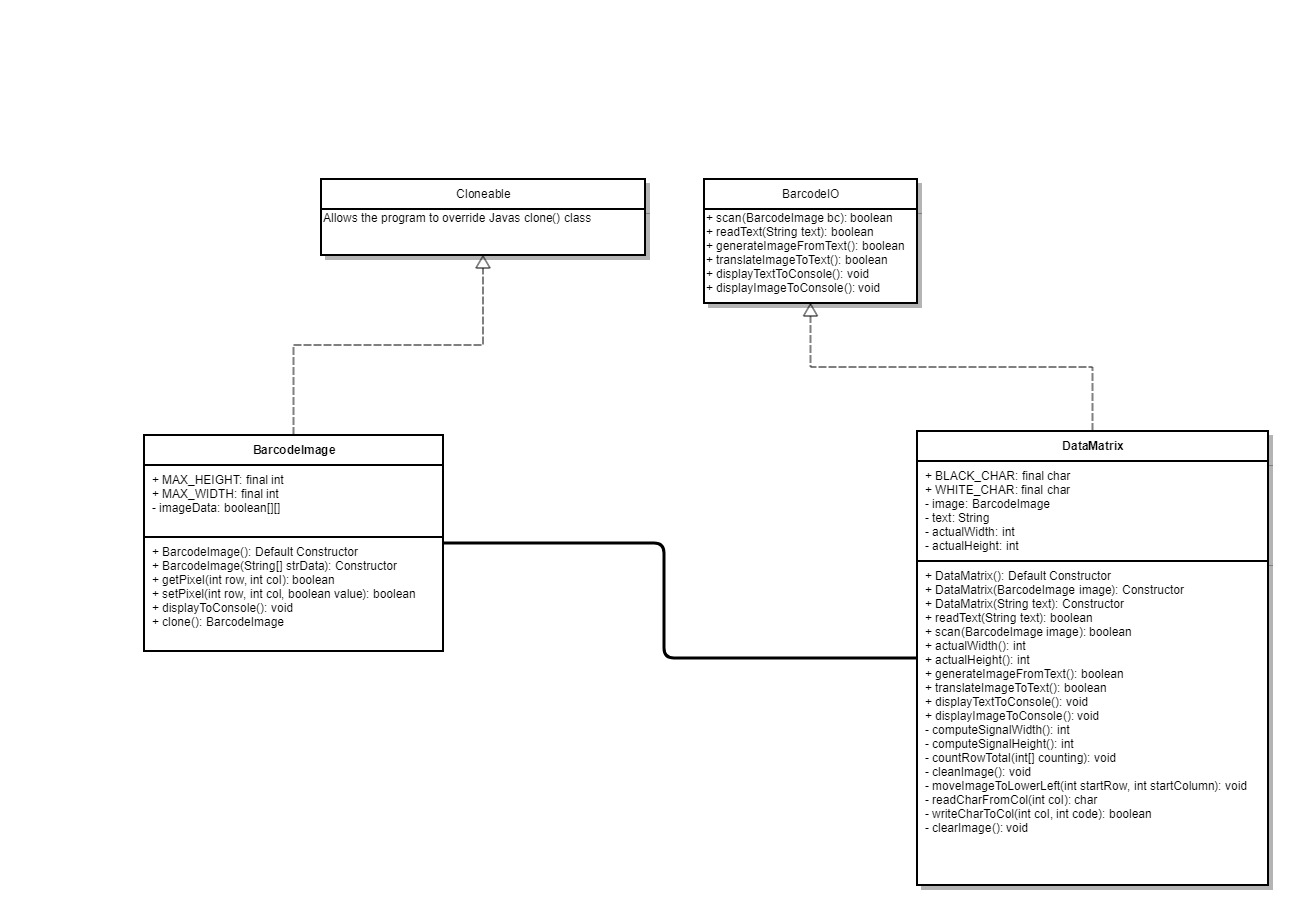 Cloneable
Allows the program to override Javas clone() class
BarcodeIO
+ scan(BarcodeImage bc): boolean
+ readText(String text): boolean
+ generateImageFromText(): boolean
+ translateImageToText(): boolean
+ displayTextToConsole(): void
+ displayImageToConsole(): void
BarcodeImage
+ MAX_HEIGHT: final int
+ MAX_WIDTH: final int
- imageData: boolean[][]
+ BarcodeImage(): Default Constructor
+ BarcodeImage(String[] strData): Constructor
+ getPixel(int row, int col): boolean
+ setPixel(int row, int col, boolean value): boolean
+ displayToConsole(): void
+ clone(): BarcodeImage
DataMatrix
+ BLACK_CHAR: final char
+ WHITE_CHAR: final char
- image: BarcodeImage
- text: String
- actualWidth: int
- actualHeight: int
+ DataMatrix(): Default Constructor
+ DataMatrix(BarcodeImage image): Constructor
+ DataMatrix(String text): Constructor
+ readText(String text): boolean
+ scan(BarcodeImage image): boolean
+ actualWidth(): int
+ actualHeight(): int
+ generateImageFromText(): boolean
+ translateImageToText(): boolean
+ displayTextToConsole(): void
+ displayImageToConsole(): void
- computeSignalWidth(): int
- computeSignalHeight(): int
- countRowTotal(int[] counting): void
- cleanImage(): void
- moveImageToLowerLeft(int startRow, int startColumn): void
- readCharFromCol(int col): char
- writeCharToCol(int col, int code): boolean
- clearImage(): void